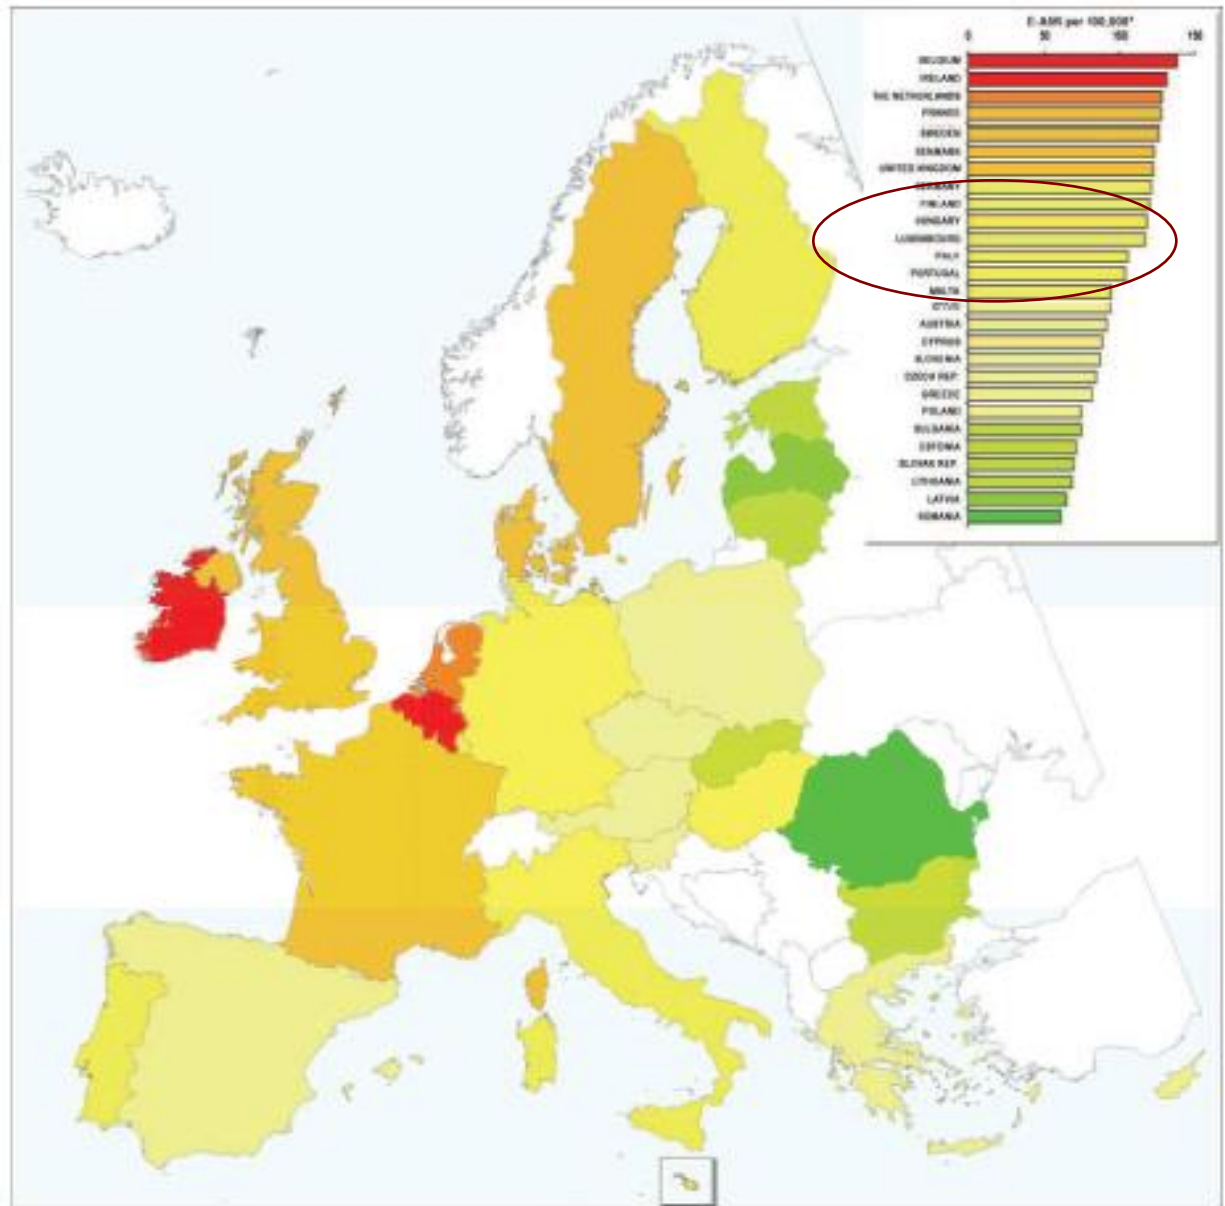 E-ASR per 100,000*
0 50 100 150
BELGIUM
IRELAND
THE NETHERLANDS
FRANCE
SWEDEN
DENMARK
UNITED KINGDOM
GERMANY
FINLAND
HUNGARY
LUXEMBOURG
ITALY
PORTUGAL
MALTA
AUSTRIA
CYPRUS
SLOVENIA
CZECH REP.
GREECE
POLAND
BULGARIA
ESTONIA
SLOVAK REP.
LITHUANIA
LATVIA
ROMANIA